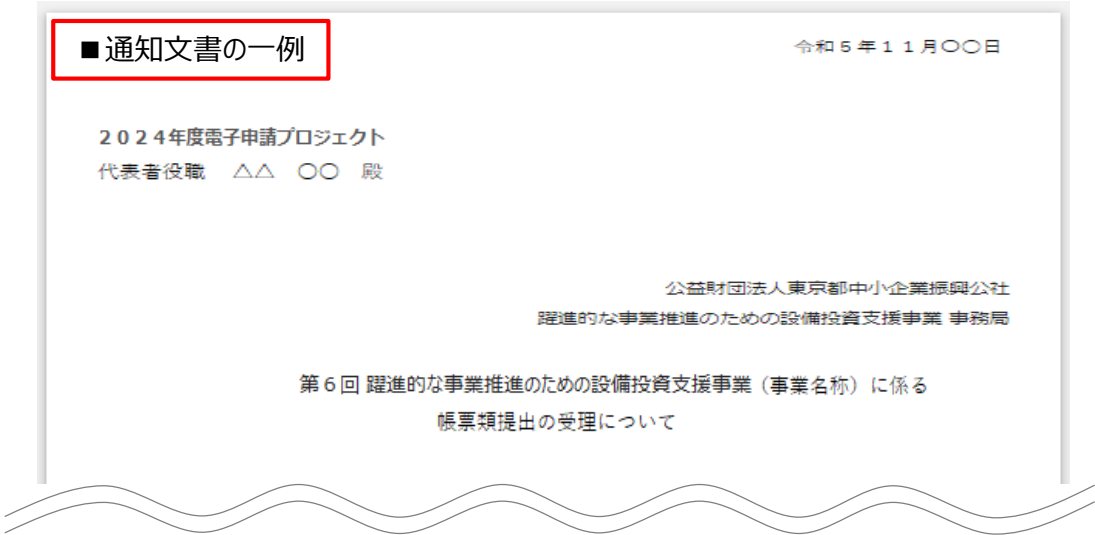 ■通知文書の一例
令和５年１１月〇〇日
２０２４年度電子申請プロジェクト
代表者役職　△△　〇〇　殿
公益財団法人東京都中小企業振興公社
躍進的な事業推進のための設備投資支援事業 事務局
第６回 躍進的な事業推進のための設備投資支援事業（事業名称）に係る
帳票類提出の受理について